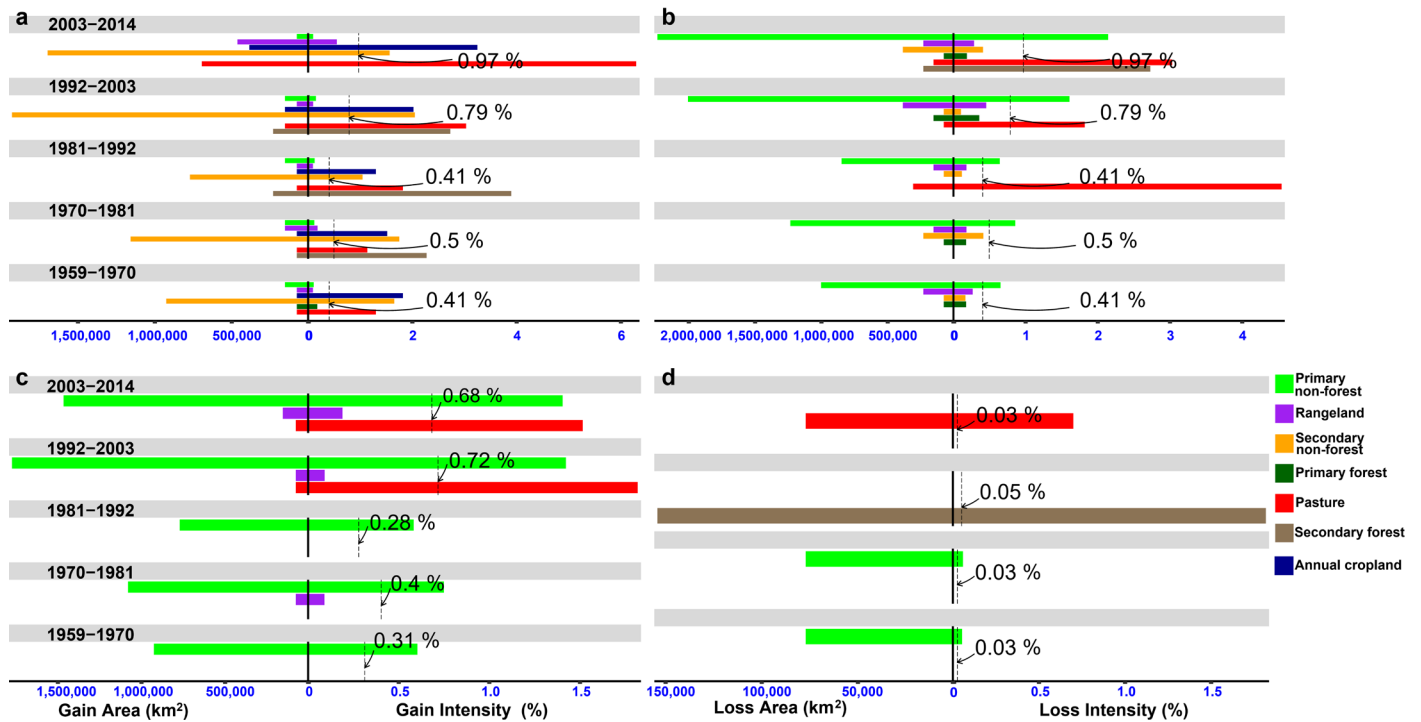 a
2003−2014
0.97 %
1992−2003
0.79 %
1981−1992
0.41 %
1970−1981
0.5 %
1959−1970
0.41 %
1,500,000 1,000,000 500,000 0 2 4 6
b
0.97 %
0.79 %
0.41 %
0.5 %
0.41 %
2,000,000 1,500,000 500,000 0 1 2 3 4
c
2003−2014
0.68 %
1992−2003
0.72 %
1981−1992
0.28 %
1970−1981
0.4 %
1959−1970
0.31 %
1,500,000 1,000,000 500,000 0 0.5 1.0 1.5
Gain Area (km²) Gain Intensity (%)
d
0.03 %
0.05 %
0.03 %
0.03 %
150,000 100,000 50,000 0 0.5 1.0 1.5
Loss Area (km²) Loss Intensity (%)
Primary
non-forest
Rangeland
Secondary
non-forest
Primary forest
Pasture
Secondary forest
Annual cropland